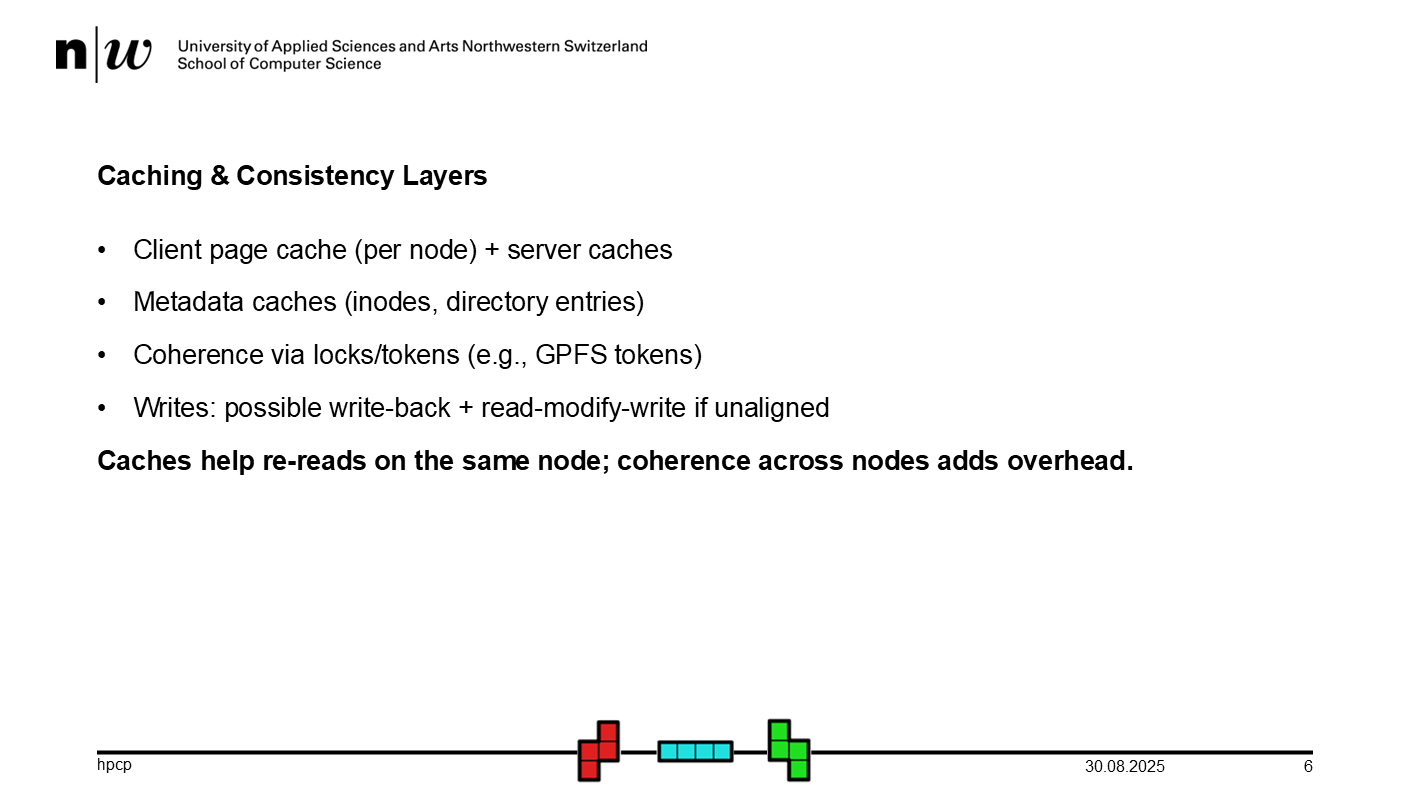 n|w University of Applied Sciences and Arts Northwestern Switzerland
School of Computer Science
Caching & Consistency Layers
• Client page cache (per node) + server caches
• Metadata caches (inodes, directory entries)
• Coherence via locks/tokens (e.g., GPFS tokens)
• Writes: possible write-back + read-modify-write if unaligned
Caches help re-reads on the same node; coherence across nodes adds overhead.
hpcp 30.08.2025 6